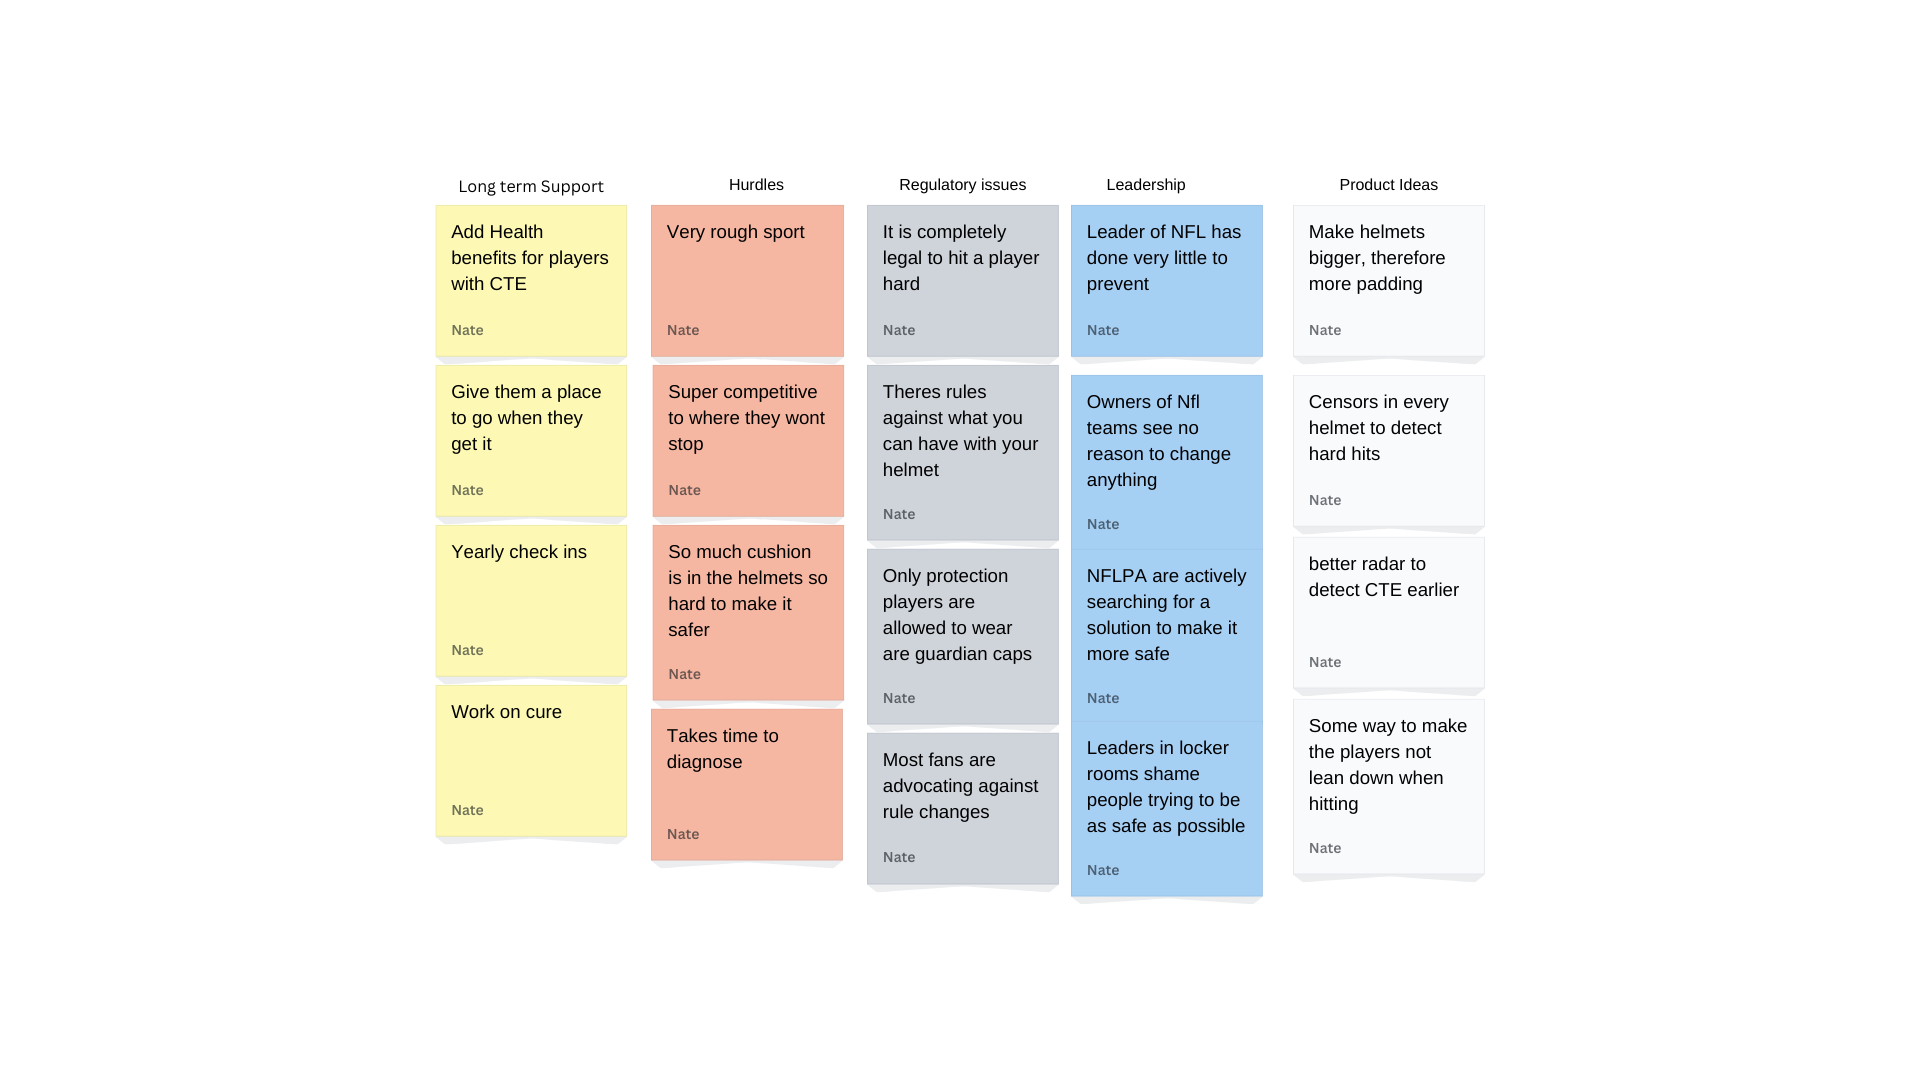 Long term Support
Add Health
benefits for players
with CTE
Nate
Give them a place
to go when they
get it
Nate
Yearly check ins
Nate
Work on cure
Nate
Hurdles
Very rough sport
Nate
Super competitive
to where they wont
stop
Nate
So much cushion
is in the helmets so
hard to make it
safer
Nate
Takes time to
diagnose
Nate
Regulatory issues
It is completely
legal to hit a player
hard
Nate
Theres rules
against what you
can have with your
helmet
Nate
Only protection
players are
allowed to wear
are guardian caps
Nate
Most fans are
advocating against
rule changes
Nate
Leadership
Leader of NFL has
done very little to
prevent
Nate
Owners of Nfl
teams see no
reason to change
anything
Nate
NFLPA are actively
searching for a
solution to make it
more safe
Nate
Leaders in locker
rooms shame
people trying to be
as safe as possible
Nate
Product Ideas
Make helmets
bigger, therefore
more padding
Nate
Censors in every
helmet to detect
hard hits
Nate
better radar to
detect CTE earlier
Nate
Some way to make
the players not
lean down when
hitting
Nate